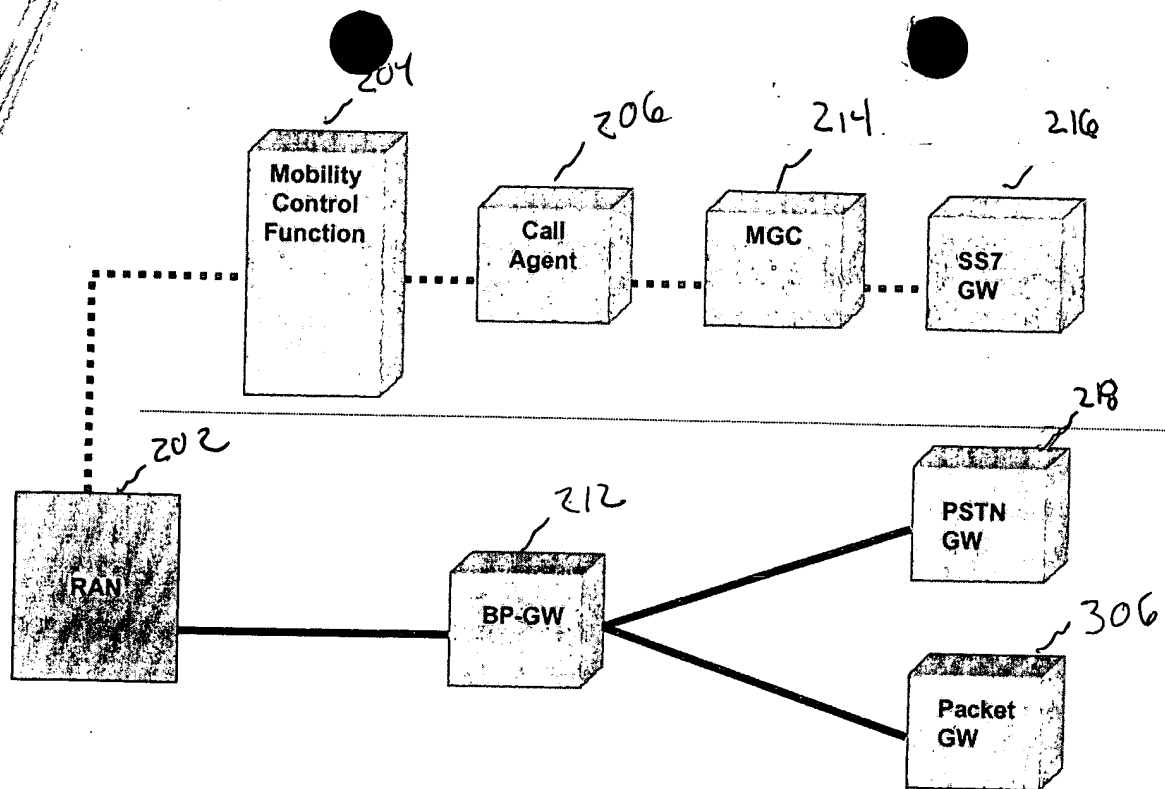 204
206
214
216
Mobility
Control
Function
Call
Agent
MGC
SS7
GW
202
212
218
RAN
BP-GW
PSTN
GW
306
Packet
GW